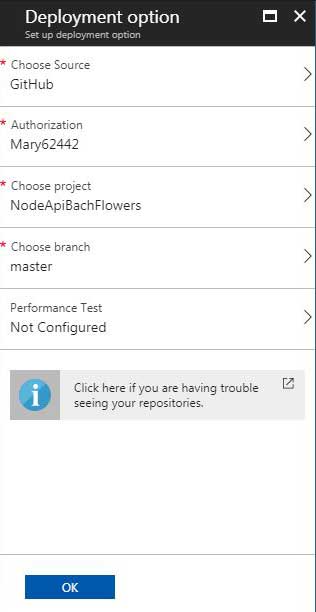 Deployment option
Set up deployment option
* Choose Source
GitHub
* Authorization
Mary62442
* Choose project
NodeApiBachFlowers
* Choose branch
master
Performance Test
Not Configured
Click here if you are having trouble
seeing your repositories.
OK